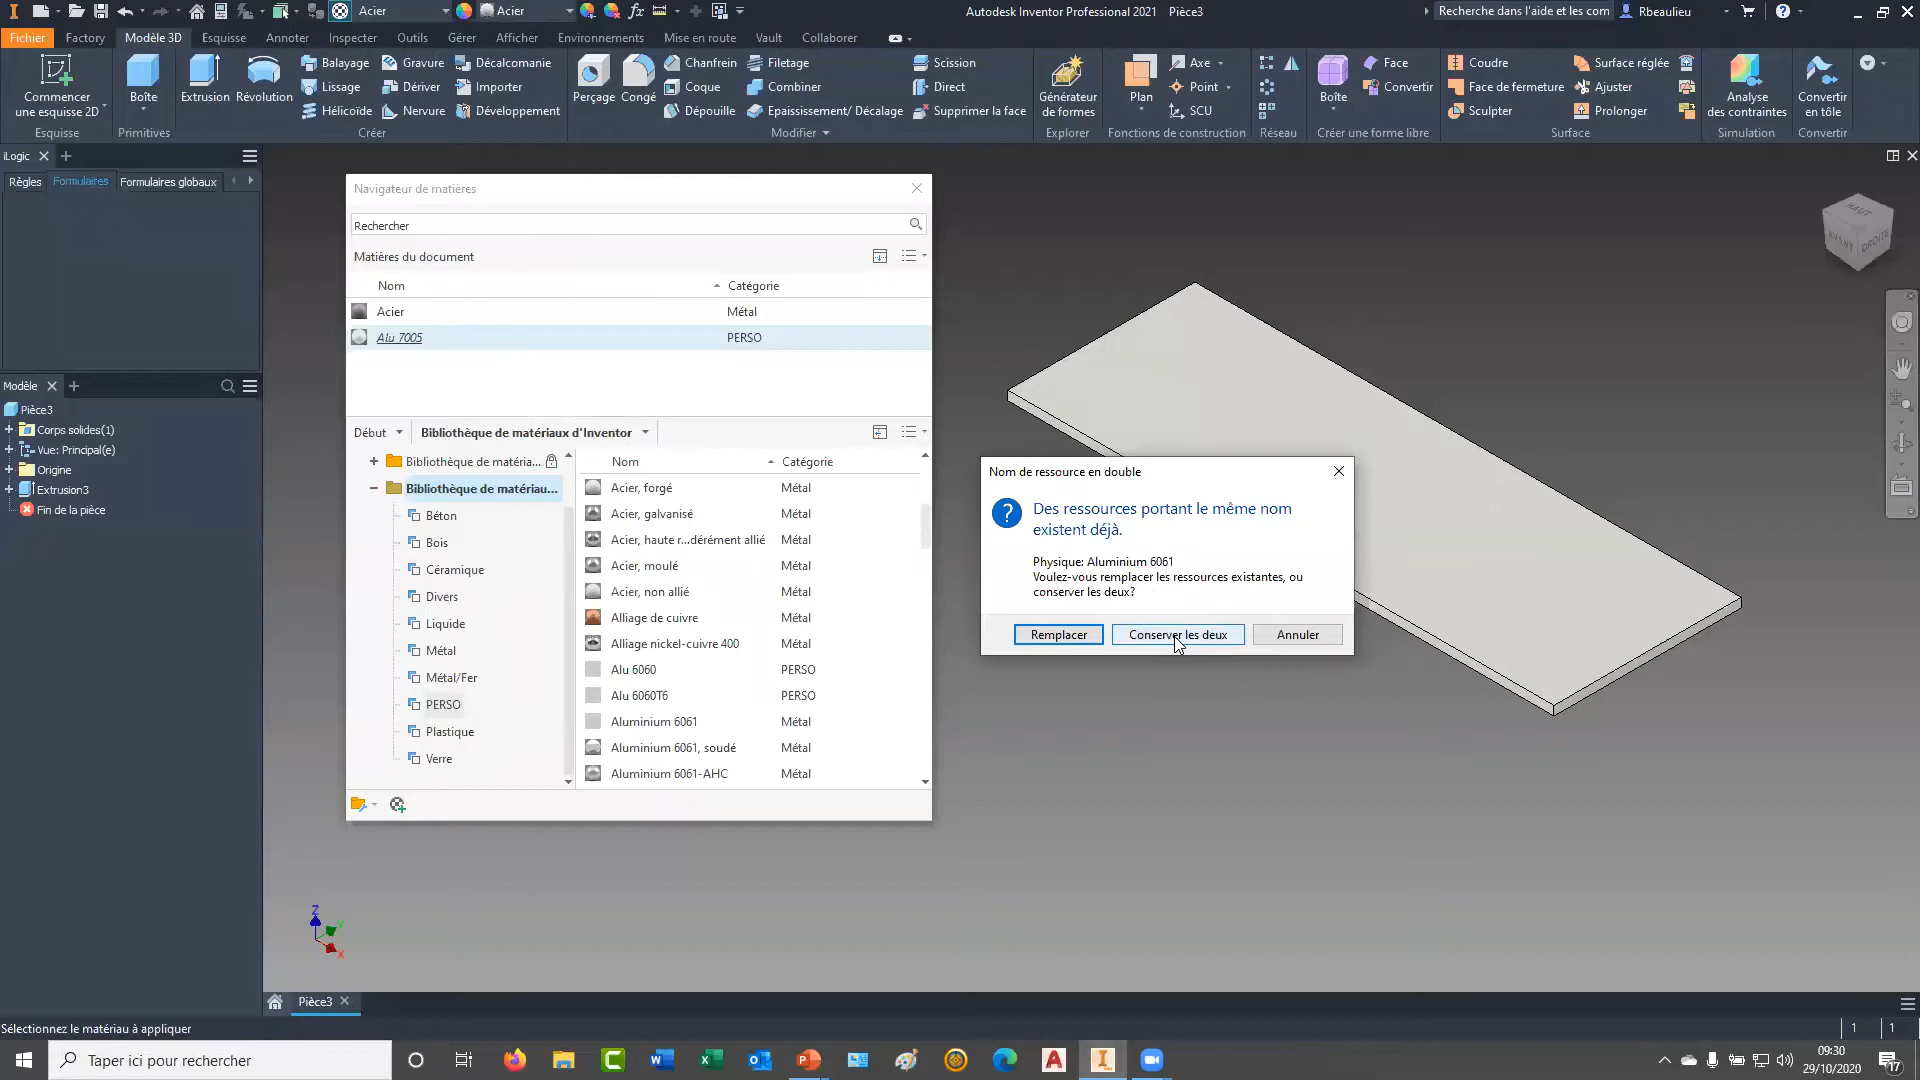 Acier
Acier
Autodesk Inventor Professional 2021 Pièce3
Recherche dans l'aide et les com
Rbeaulieu
Fichier Factory Modèle 3D Esquisse Annoter Inspecter Outils Gérer Afficher Environnements Mise en route Vault Collaborer
Commencer
une esquisse 2D
Esquisse
Boîte
Primitives
Extrusion
Révolution
Balayage
Lissage
Hélicoïde
Gravure
Dériver
Nervure
Décalcomanie
Importer
Développement
Créer
Perçage
Congé
Chanfrein
Coque
Dépouille
Filetage
Combiner
Epaississement/ Décalage
Scission
Direct
Supprimer la face
Modifier
Générateur
de formes
Explorer
Plan
Axe
Point
SCU
Fonctions de construction
Réseau
Boîte
Face
Convertir
Créer une forme libre
Coudre
Face de fermeture
Sculpter
Surface réglée
Ajuster
Prolonger
Surface
Analyse
des contraintes
Simulation
Convertir
en tôle
Convertir
iLogic
Règles Formulaires Formulaires globaux
Modèle
Pièce3
Corps solides(1)
Vue: Principal(e)
Origine
Extrusion3
Fin de la pièce
Navigateur de matières
Rechercher
Matières du document
Nom Catégorie
Acier Métal
Alu 7005 PERSO
Début Bibliothèque de matériaux d'Inventor
Bibliothèque de matéria...
Bibliothèque de matériau...
Béton
Bois
Céramique
Divers
Liquide
Métal
Métal/Fer
PERSO
Plastique
Verre
Nom Catégorie
Acier, forgé Métal
Acier, galvanisé Métal
Acier, haute r...dérément allié Métal
Acier, moulé Métal
Acier, non allié Métal
Alliage de cuivre Métal
Alliage nickel-cuivre 400 Métal
Alu 6060 PERSO
Alu 6060T6 PERSO
Aluminium 6061 Métal
Aluminium 6061, soudé Métal
Aluminium 6061-AHC Métal
Nom de ressource en double
Des ressources portant le même nom
existent déjà.
Physique: Aluminium 6061
Voulez-vous remplacer les ressources existantes, ou
conserver les deux?
Remplacer Conserver les deux Annuler
HAUT
AVANT
DROITE
Z
Y
X
Pièce3
Sélectionnez le matériau à appliquer
1 1
Taper ici pour rechercher
09:30
29/10/2020
17